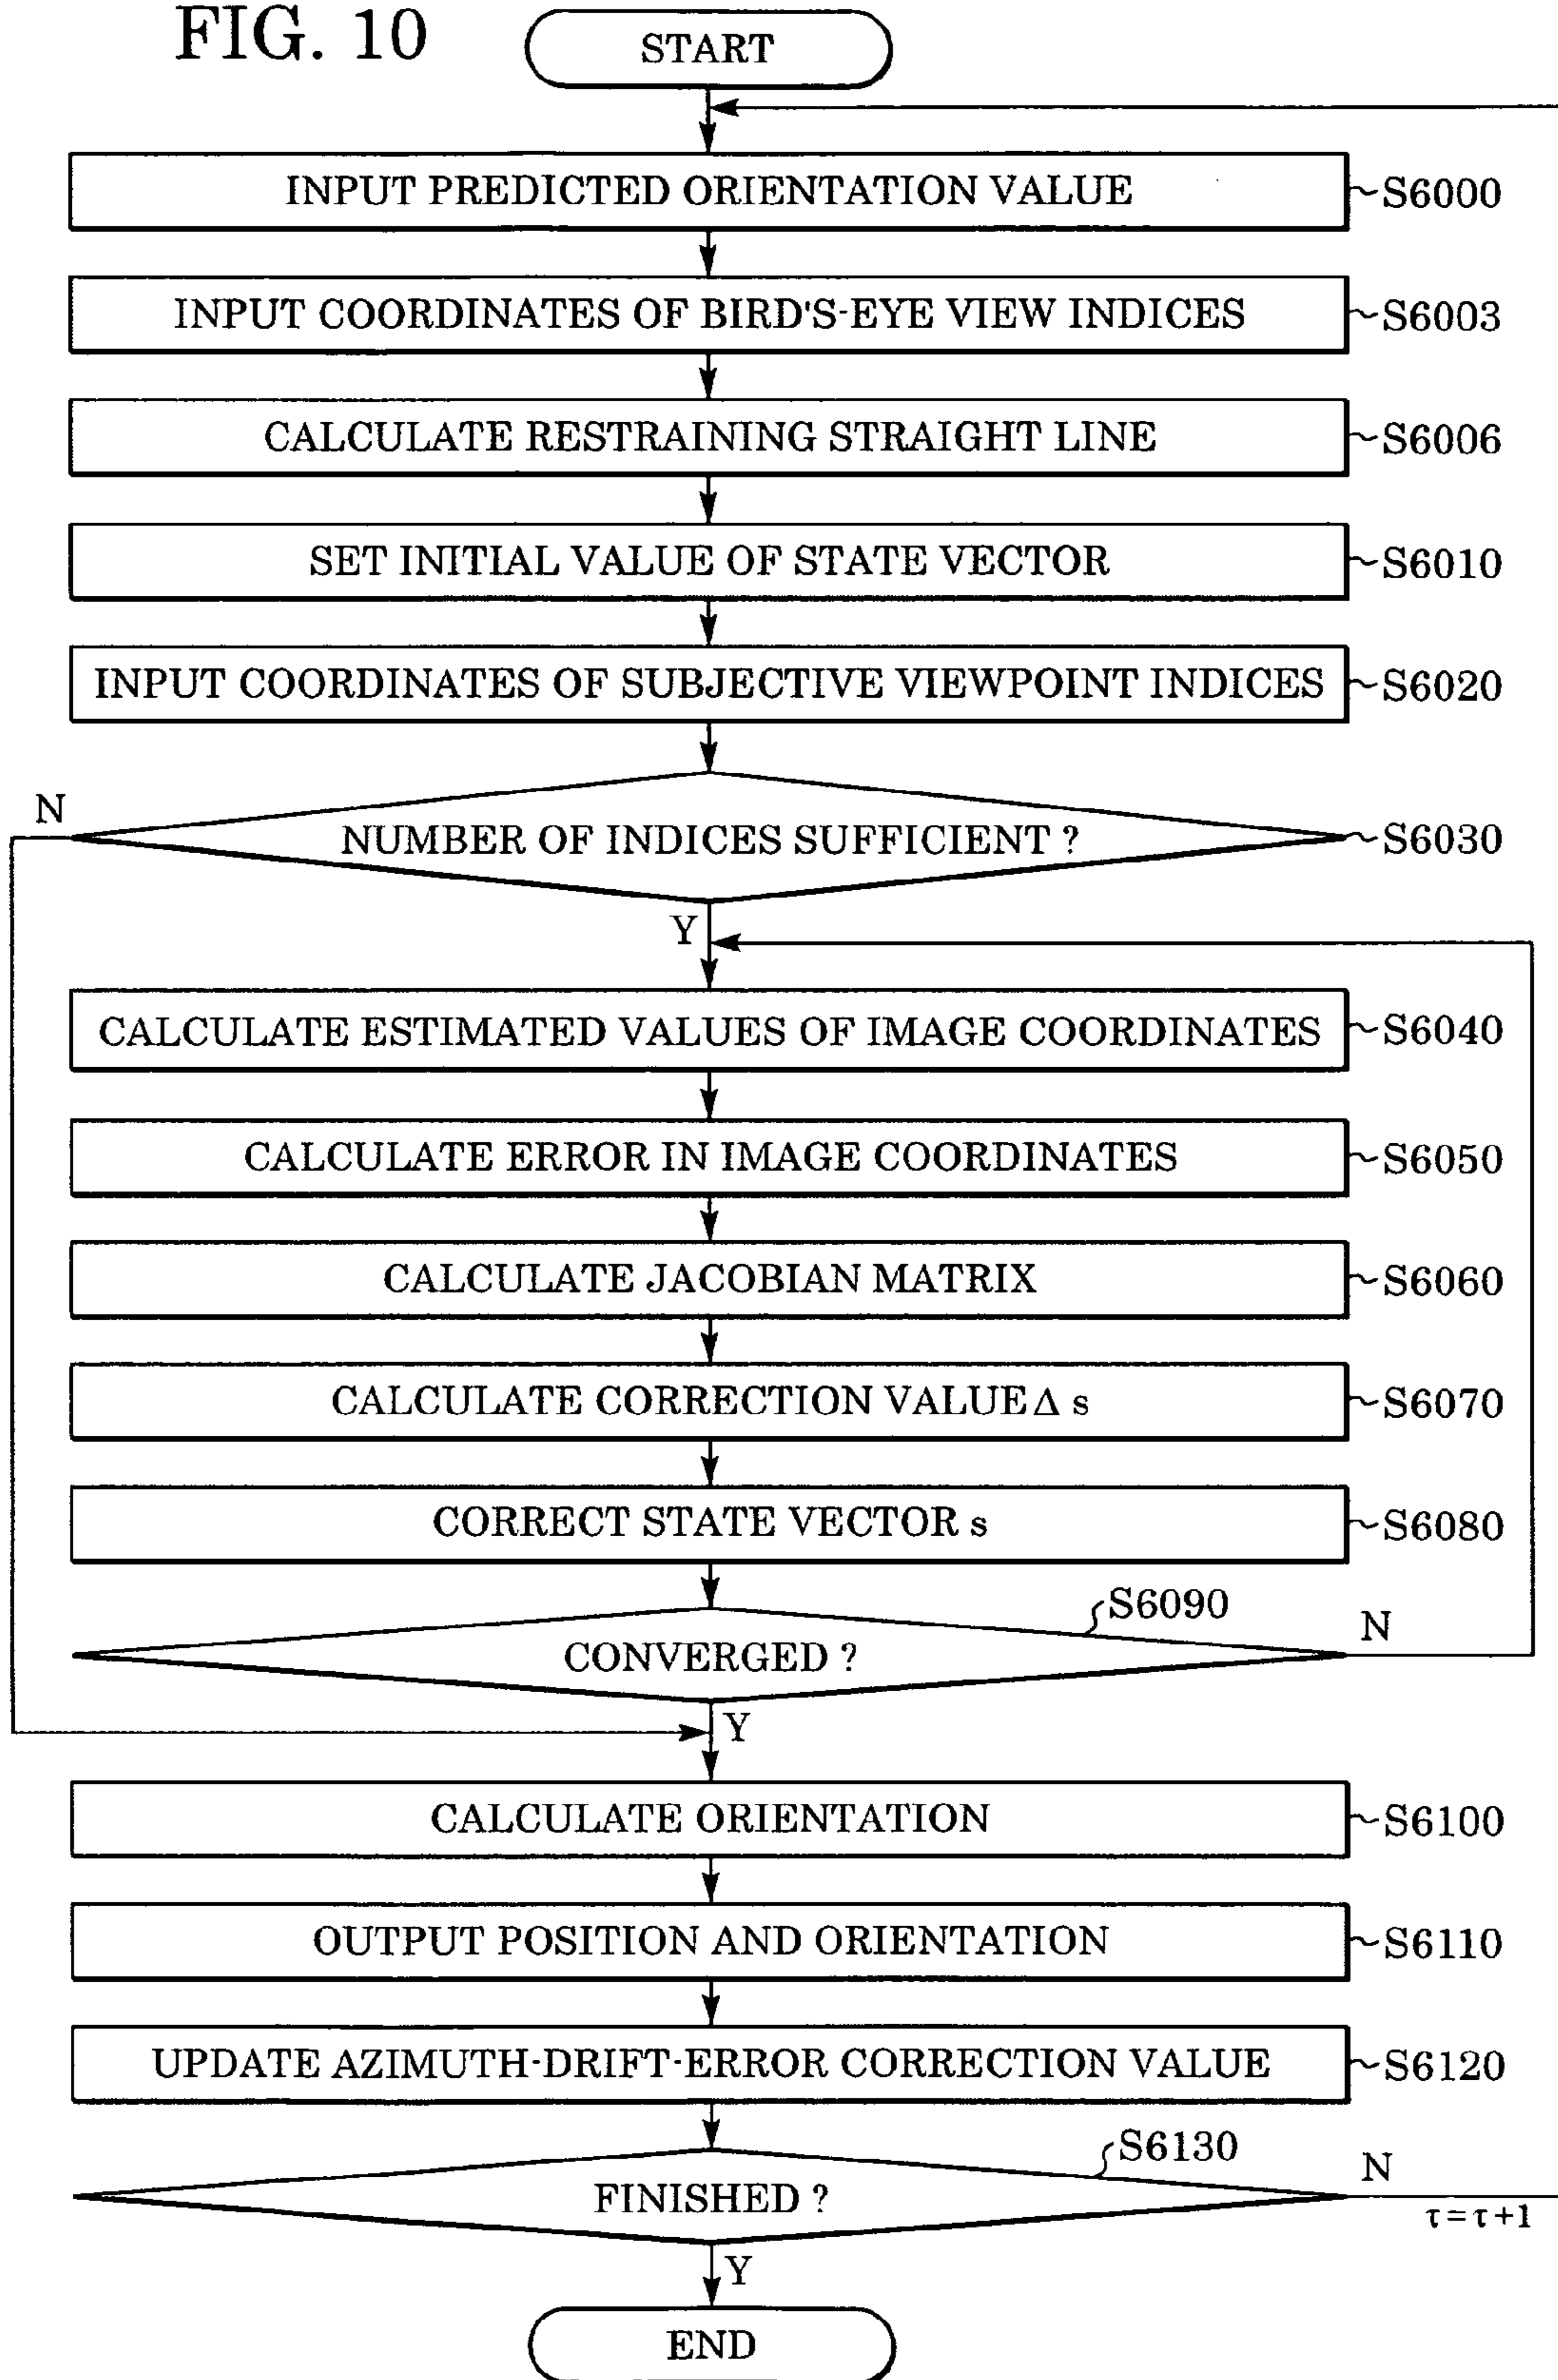 FIG. 10
START
INPUT PREDICTED ORIENTATION VALUE
S6000
INPUT COORDINATES OF BIRD'S-EYE VIEW INDICES
S6003
CALCULATE RESTRAINING STRAIGHT LINE
S6006
SET INITIAL VALUE OF STATE VECTOR
S6010
INPUT COORDINATES OF SUBJECTIVE VIEWPOINT INDICES
S6020
N
NUMBER OF INDICES SUFFICIENT ?
S6030
Y
CALCULATE ESTIMATED VALUES OF IMAGE COORDINATES
S6040
CALCULATE ERROR IN IMAGE COORDINATES
S6050
CALCULATE JACOBIAN MATRIX
S6060
CALCULATE CORRECTION VALUE Δ s
S6070
CORRECT STATE VECTOR s
S6080
S6090
CONVERGED ?
N
Y
CALCULATE ORIENTATION
S6100
OUTPUT POSITION AND ORIENTATION
S6110
UPDATE AZIMUTH-DRIFT-ERROR CORRECTION VALUE
S6120
S6130
FINISHED ?
N
τ=τ+1
Y
END